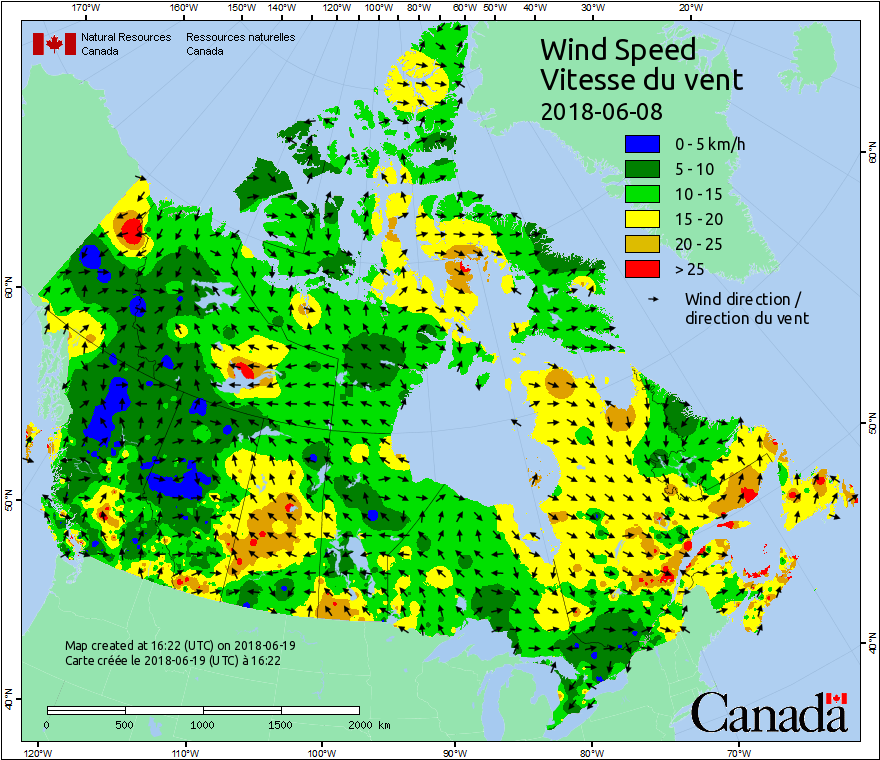 170°W 160°W 150°W 140°W 130°W 120°W 110°W 100°W 80°W 60°W 50°W 40°W 30°W 20°W
Natural Resources Canada
Ressources naturelles Canada
Wind Speed
Vitesse du vent
2018-06-08
0 - 5 km/h
5 - 10
10 - 15
15 - 20
20 - 25
> 25
Wind direction /
direction du vent
60°N
50°N
40°N
60°N
50°N
40°N
Map created at 16:22 (UTC) on 2018-06-19
Carte créée le 2018-06-19 (UTC) à 16:22
0 500 1000 1500 2000 km
Canada
120°W 110°W 100°W 90°W 80°W 70°W